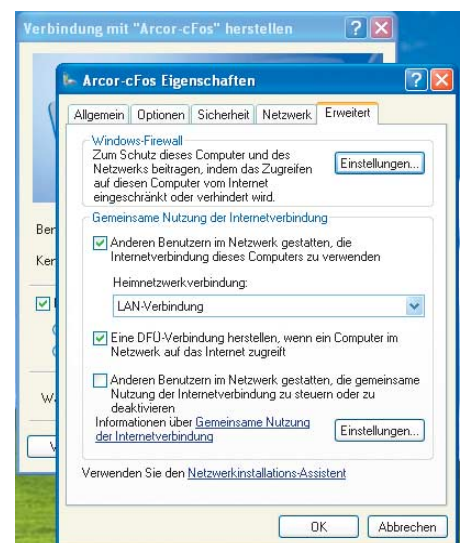 Verbindung mit "Arcor-cFos" herstellen
Arcor-cFos Eigenschaften
Allgemein Optionen Sicherheit Netzwerk Erweitert
Windows-Firewall
Zum Schutz dieses Computer und des
Netzwerks beitragen, indem das Zugreifen
auf diesen Computer vom Internet
eingeschränkt oder verhindert wird.
Einstellungen...
Gemeinsame Nutzung der Internetverbindung
Anderen Benutzern im Netzwerk gestatten, die
Internetverbindung dieses Computers zu verwenden
Heimnetzwerkverbindung:
LAN-Verbindung
Eine DFÜ-Verbindung herstellen, wenn ein Computer im
Netzwerk auf das Internet zugreift
Anderen Benutzern im Netzwerk gestatten, die gemeinsame
Nutzung der Internetverbindung zu steuern oder zu
deaktivieren
Informationen über Gemeinsame Nutzung
der Internetverbindung
Einstellungen...
Verwenden Sie den Netzwerkinstallations-Assistent
OK Abbrechen